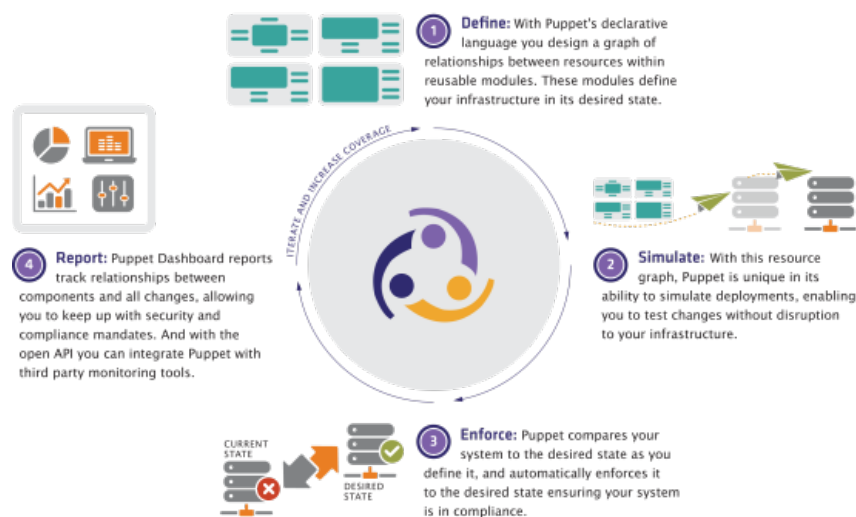 1 Define: With Puppet's declarative
language you design a graph of
relationships between resources within
reusable modules. These modules define
your infrastructure in its desired state.
ITERATE AND INCREASE COVERAGE
2 Simulate: With this resource
graph, Puppet is unique in its
ability to simulate deployments, enabling
you to test changes without disruption
to your infrastructure.
3 Enforce: Puppet compares your
system to the desired state as you
define it, and automatically enforces it
to the desired state ensuring your system
is in compliance.
CURRENT
STATE
DESIRED
STATE
4 Report: Puppet Dashboard reports
track relationships between
components and all changes, allowing
you to keep up with security and
compliance mandates. And with the
open API you can integrate Puppet with
third party monitoring tools.